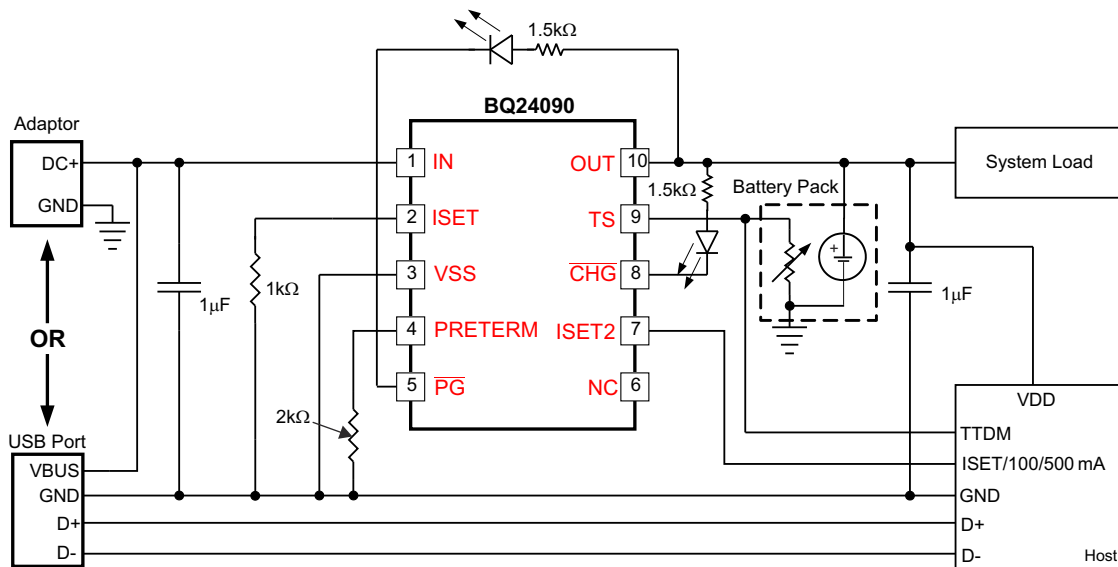 1.5kΩ
BQ24090
Adaptor
DC+
GND
OR
USB Port
VBUS
GND
D+
D-
1μF
1kΩ
2kΩ
1 IN
2 ISET
3 VSS
4 PRETERM
5 PG
OUT 10
TS 9
CHG 8
ISET2 7
NC 6
1.5kΩ
Battery Pack
+
1μF
System Load
VDD
TTDM
ISET/100/500 mA
GND
D+
D-
Host